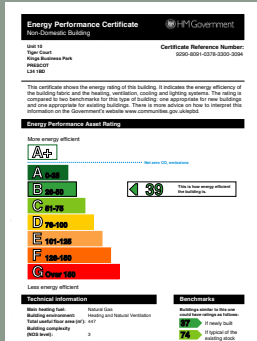 Energy Performance Certificate
Non-Domestic Building
HM Government
Unit 10
Tiger Court
Kings Business Park
PRESCOT
L34 1BD
Certificate Reference Number:
9290-8091-0378-3300-3094
This certificate shows the energy rating of this building. It indicates the energy efficiency of
the building fabric and the heating, ventilation, cooling and lighting systems. The rating is
compared to two benchmarks for this type of building: one appropriate for new buildings
and one appropriate for existing buildings. There is more advice on how to interpret this
information on the Government's website www.communities.gov.uk/epbd.
Energy Performance Asset Rating
More energy efficient
A+
Net zero CO₂ emissions
A 0-25
B 26-50
39
This is how energy efficient
the building is.
C 51-75
D 76-100
E 101-125
F 126-150
G Over 150
Less energy efficient
Technical information
Main heating fuel: Natural Gas
Building environment: Heating and Natural Ventilation
Total useful floor area (m²): 447
Building complexity
(NOS level): 3
Benchmarks
Buildings similar to this one
could have ratings as follows:
If newly built
74
If typical of the
existing stock